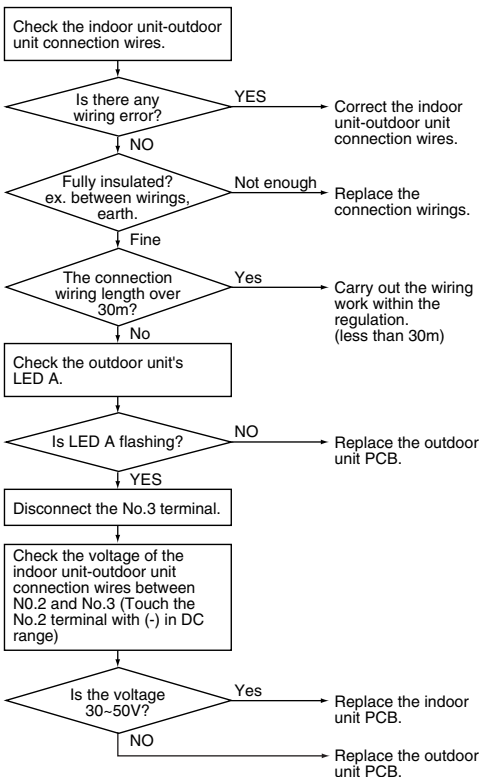 Check the indoor unit-outdoor
unit connection wires.
Is there any
wiring error?
YES
Correct the indoor
unit-outdoor unit
connection wires.
NO
Fully insulated?
ex. between wirings,
earth.
Not enough
Replace the
connection wirings.
Fine
The connection
wiring length over
30m?
Yes
Carry out the wiring
work within the
regulation.
(less than 30m)
No
Check the outdoor unit's
LED A.
Is LED A flashing?
NO
Replace the outdoor
unit PCB.
YES
Disconnect the No.3 terminal.
Check the voltage of the
indoor unit-outdoor unit
connection wires between
N0.2 and No.3 (Touch the
No.2 terminal with (-) in DC
range)
Is the voltage
30~50V?
Yes
Replace the indoor
unit PCB.
NO
Replace the outdoor
unit PCB.